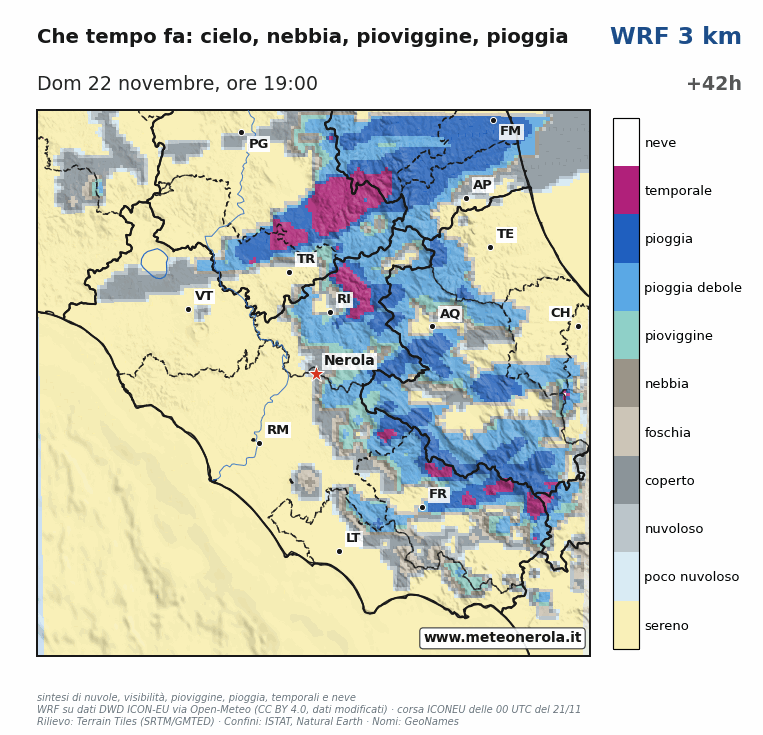 Che tempo fa: cielo, nebbia, pioviggine, pioggia
WRF 3 km
Dom 22 novembre, ore 19:00
+42h
PG
FM
AP
TE
TR
VT
RI
AQ
CH
Nerola
RM
FR
LT
www.meteonerola.it
neve
temporale
pioggia
pioggia debole
pioviggine
nebbia
foschia
coperto
nuvoloso
poco nuvoloso
sereno
sintesi di nuvole, visibilità, pioviggine, pioggia, temporali e neve
WRF su dati DWD ICON-EU via Open-Meteo (CC BY 4.0, dati modificati) · corsa ICONEU delle 00 UTC del 21/11
Rilievo: Terrain Tiles (SRTM/GMTED) · Confini: ISTAT, Natural Earth · Nomi: GeoNames